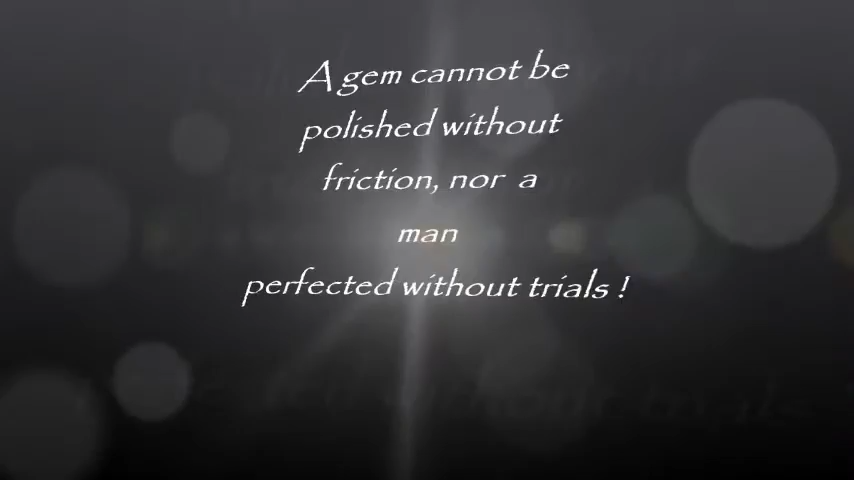 A gem cannot be
polished without
friction, nor a
man
perfected without trials !